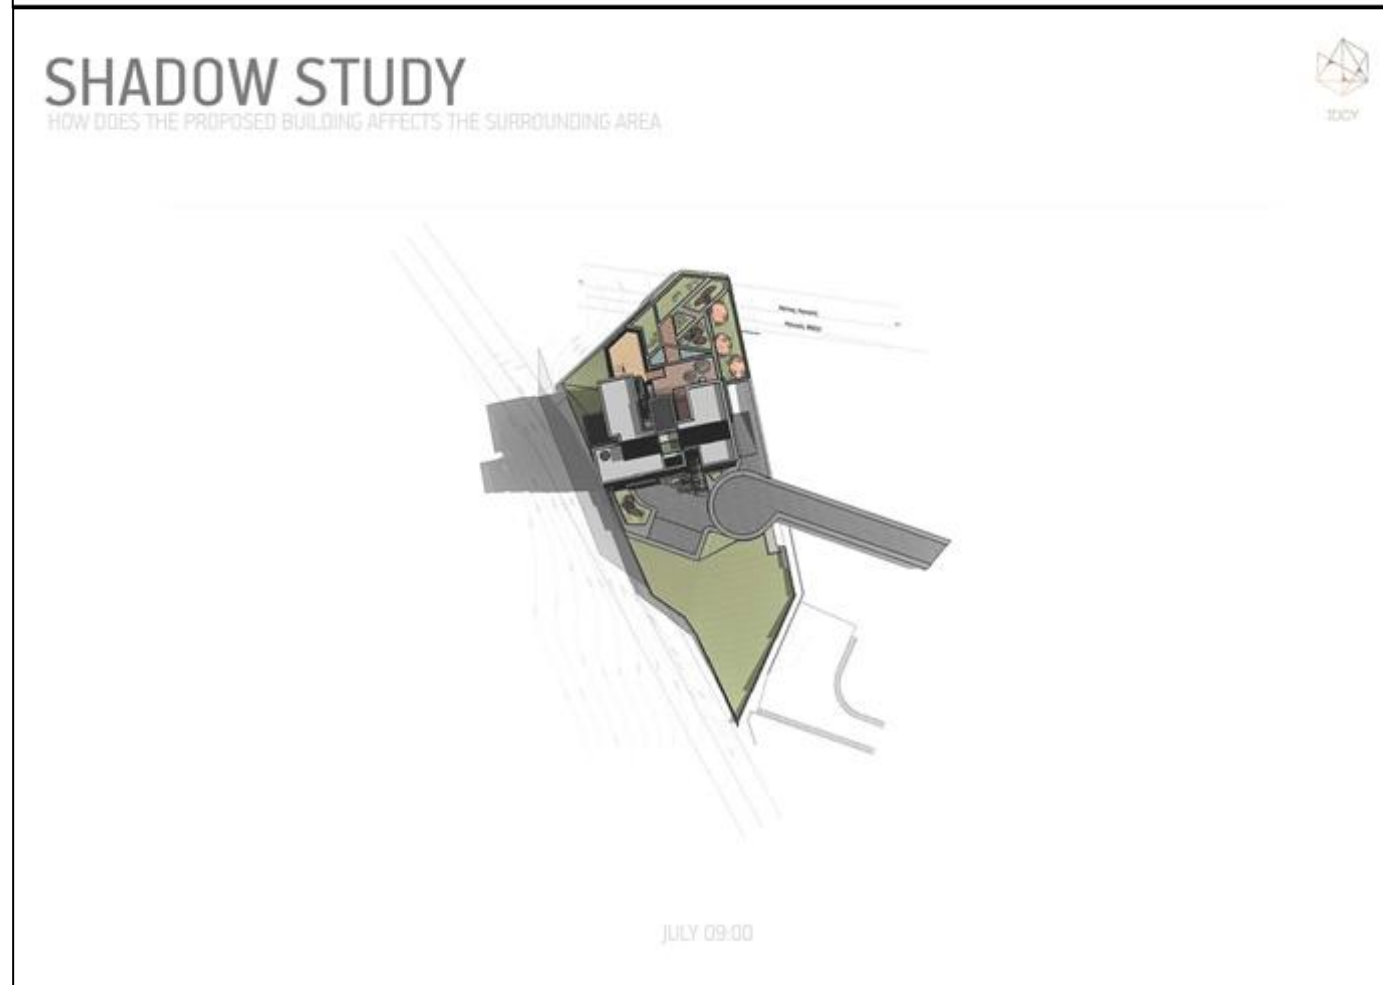 SHADOW STUDY
HOW DOES THE PROPOSED BUILDING AFFECTS THE SURROUNDING AREA
JULY 09:00